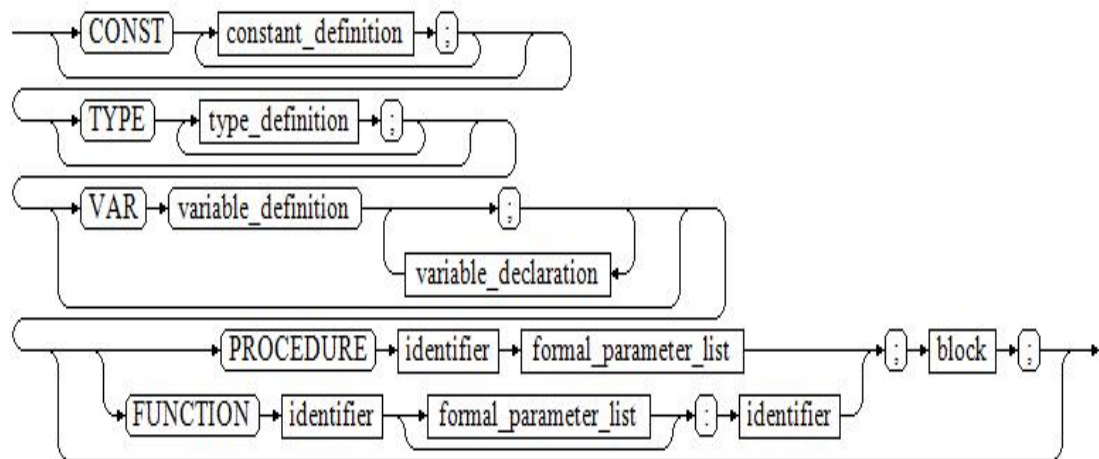 CONST constant_definition ;
TYPE type_definition ;
VAR variable_definition ;
variable_declaration
PROCEDURE identifier formal_parameter_list ; block ;
FUNCTION identifier formal_parameter_list : identifier